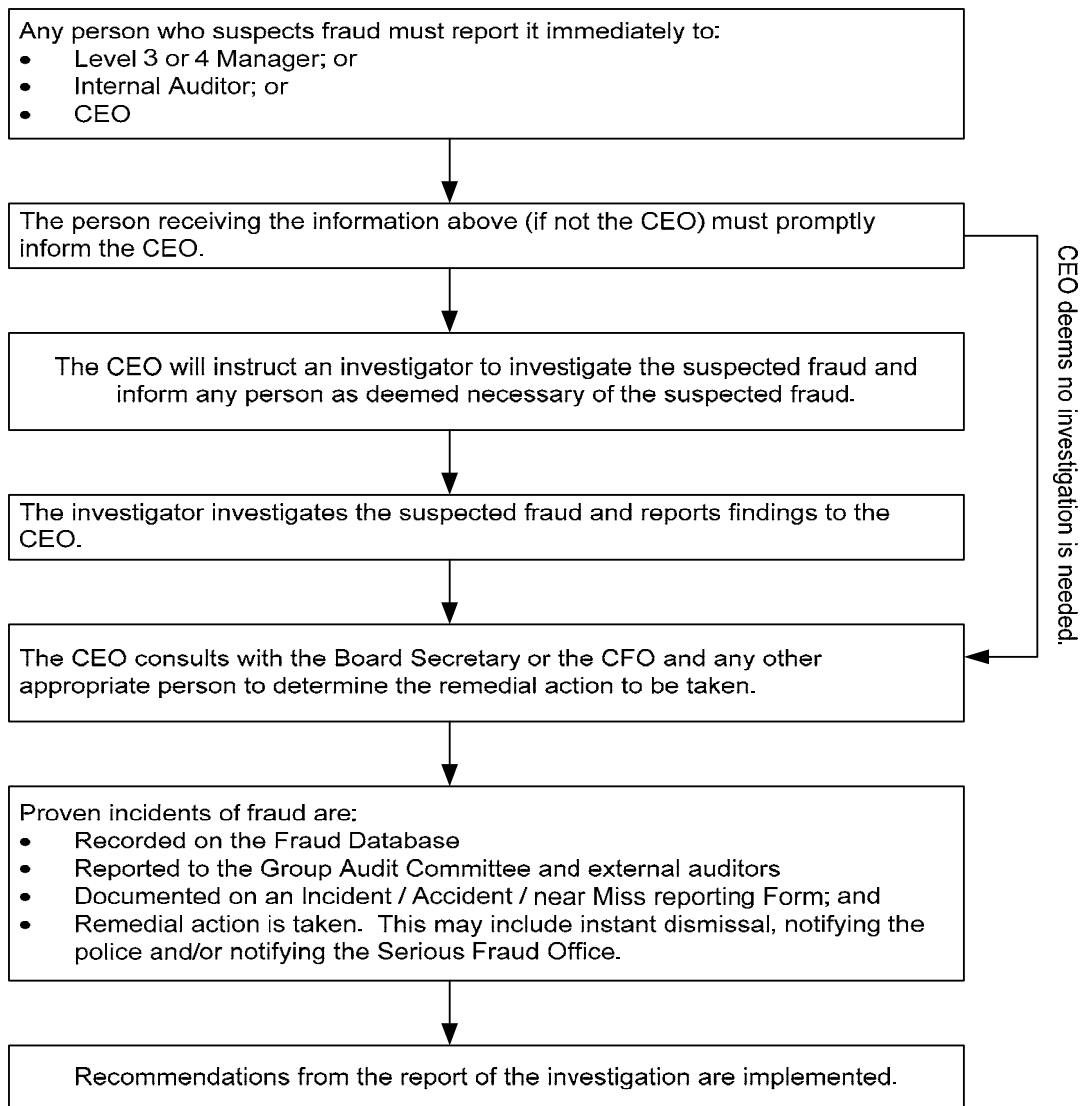 Any person who suspects fraud must report it immediately to:
• Level 3 or 4 Manager; or
• Internal Auditor; or
• CEO
The person receiving the information above (if not the CEO) must promptly
inform the CEO.
CEO deems no investigation is needed.
The CEO will instruct an investigator to investigate the suspected fraud and
inform any person as deemed necessary of the suspected fraud.
The investigator investigates the suspected fraud and reports findings to the
CEO.
The CEO consults with the Board Secretary or the CFO and any other
appropriate person to determine the remedial action to be taken.
Proven incidents of fraud are:
• Recorded on the Fraud Database
• Reported to the Group Audit Committee and external auditors
• Documented on an Incident / Accident / near Miss reporting Form; and
• Remedial action is taken. This may include instant dismissal, notifying the
police and/or notifying the Serious Fraud Office.
Recommendations from the report of the investigation are implemented.